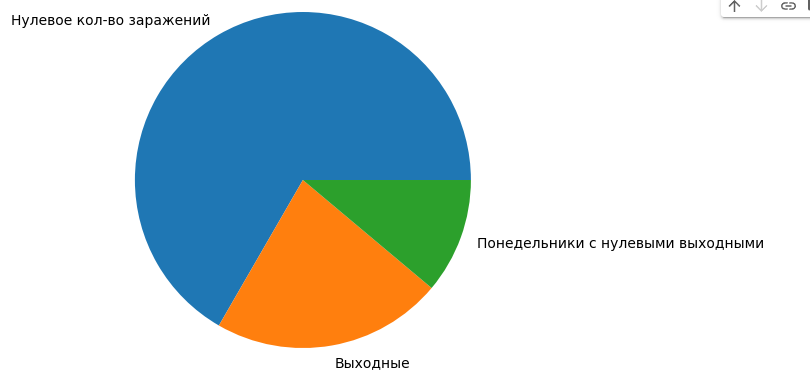 Нулевое кол-во заражений
Понедельники с нулевыми выходными
Выходные